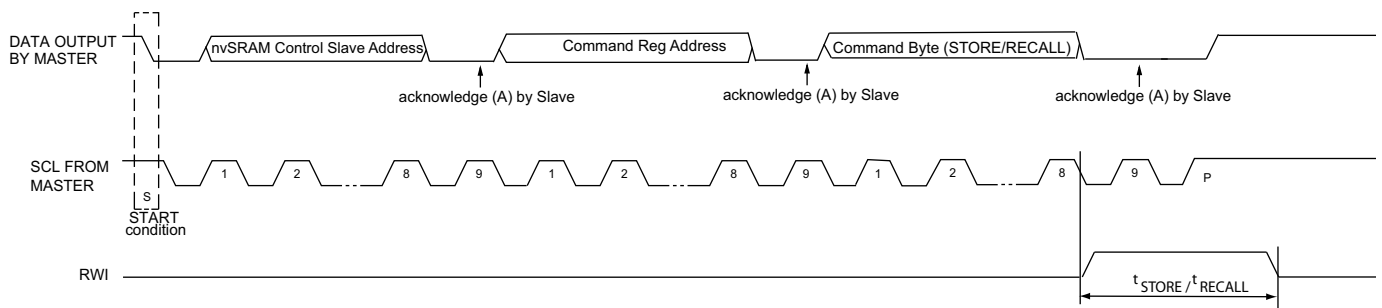 DATA OUTPUT
BY MASTER
nvSRAM Control Slave Address
Command Reg Address
Command Byte (STORE/RECALL)
acknowledge (A) by Slave
acknowledge (A) by Slave
acknowledge (A) by Slave
SCL FROM
MASTER
1 2 8 9 1 2 8 9 1 2 8 9
S
P
START
condition
RWI
t STORE / t RECALL